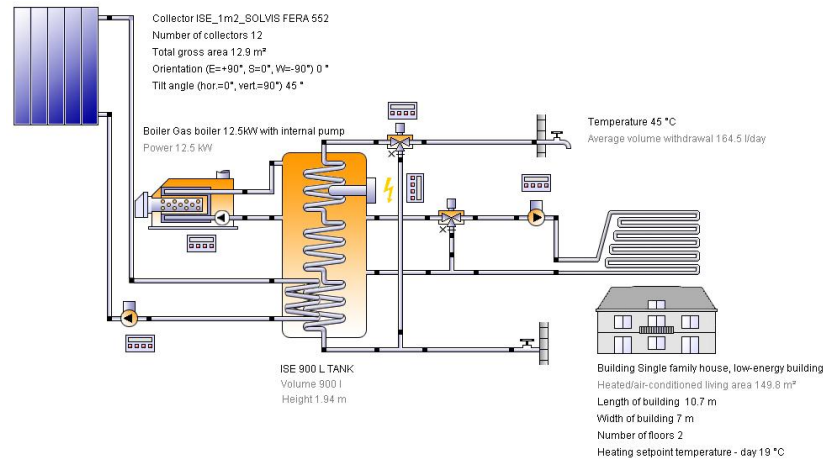 Collector ISE_1m2_SOLVIS FERA 552
Number of collectors 12
Total gross area 12.9 m²
Orientation (E=+90°, S=0°, W=-90°) 0 °
Tilt angle (hor.=0°, vert.=90°) 45 °
Boiler Gas boiler 12.5kW with internal pump
Power 12.5 kW
Temperature 45 °C
Average volume withdrawal 164.5 l/day
ISE 900 L TANK
Volume 900 l
Height 1.94 m
Building Single family house, low-energy building
Heated/air-conditioned living area 149.8 m²
Length of building 10.7 m
Width of building 7 m
Number of floors 2
Heating setpoint temperature - day 19 °C